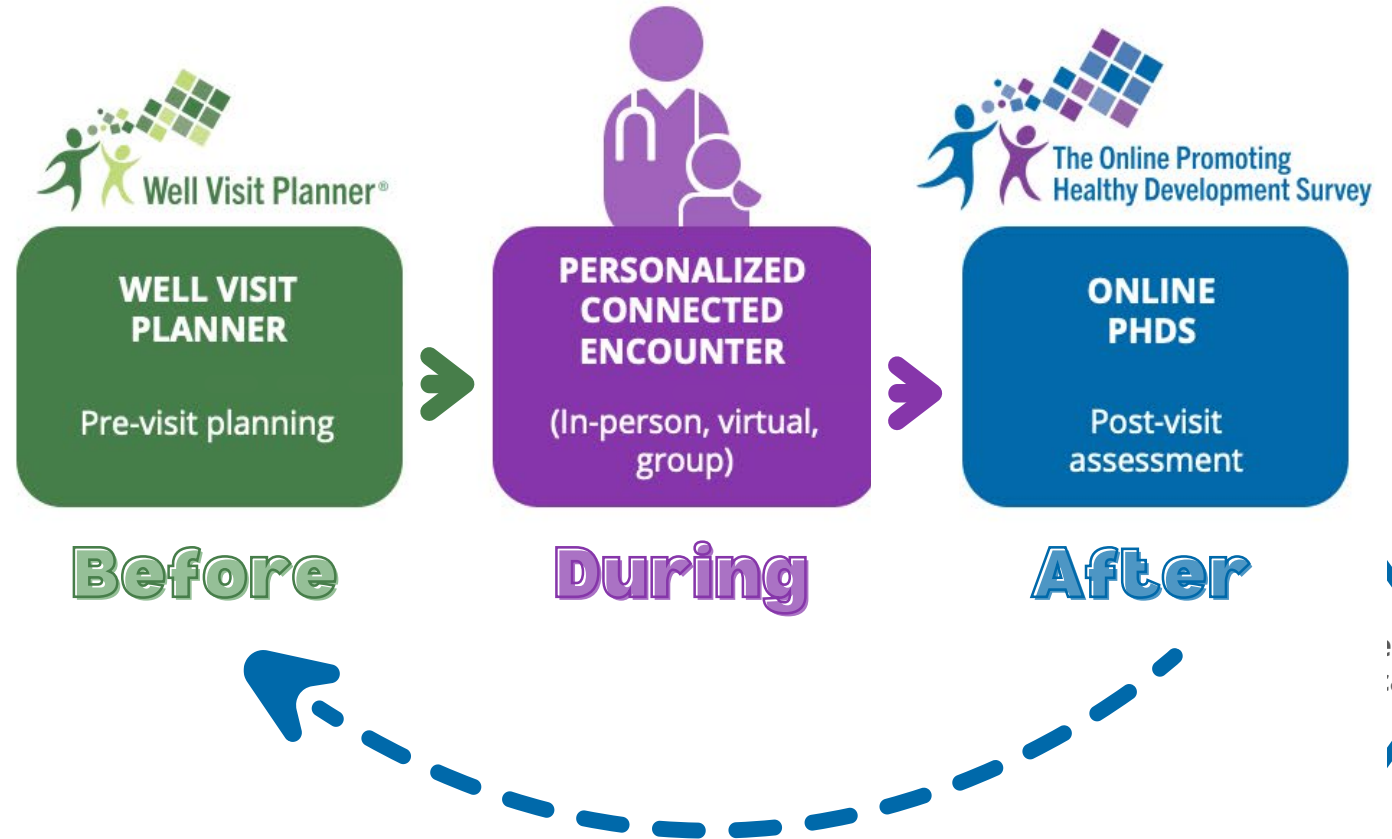 Well Visit Planner®
The Online Promoting
Healthy Development Survey
WELL VISIT
PLANNER
Pre-visit planning
PERSONALIZED
CONNECTED
ENCOUNTER
(In-person, virtual,
group)
ONLINE
PHDS
Post-visit
assessment
Before
During
After